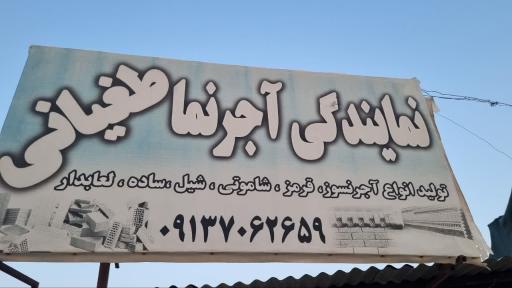 نمایندگی آجرنما طغیانی
تولید انواع آجرنسوز، قرمز، شاموتی، شیل، ساده، لعابدار
۰۹۱۳۷۰۶۲۶۵۹